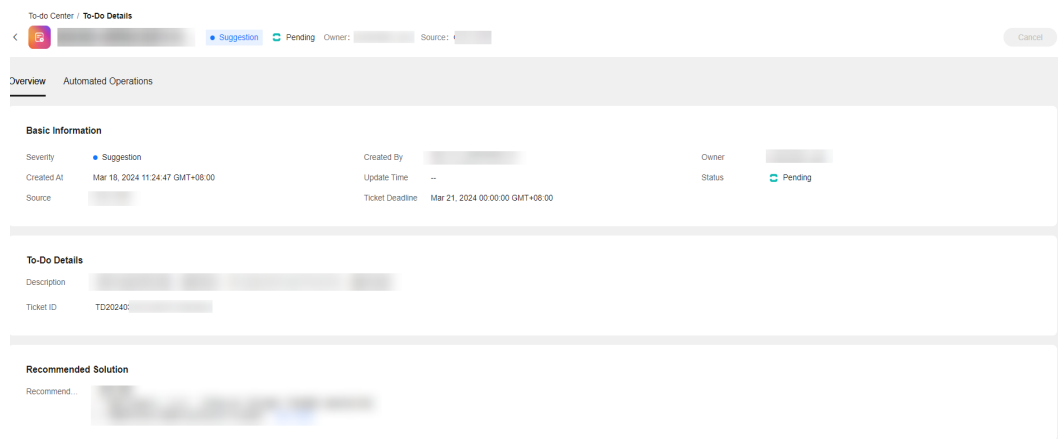 To-do Center / To-Do Details
Suggestion Pending Owner: Source: Cancel
Overview Automated Operations
Basic Information
Severity Suggestion Created By Owner
Created At Mar 18, 2024 11:24:47 GMT+08:00 Update Time -- Status Pending
Source Ticket Deadline Mar 21, 2024 00:00:00 GMT+08:00
To-Do Details
Description
Ticket ID TD20240
Recommended Solution
Recommend...